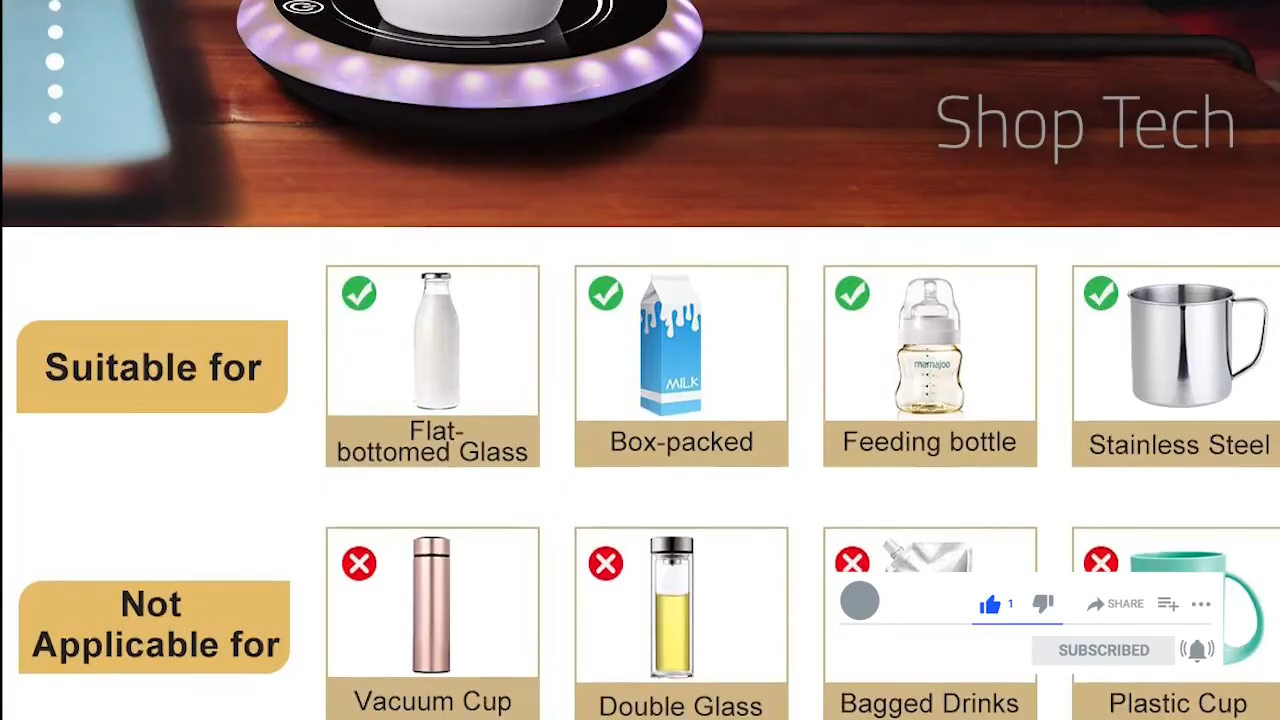 Shop Tech
Suitable for
MILK
mamajoo
Flat-
bottomed Glass
Box-packed
Feeding bottle
Stainless Steel
Not
Applicable for
1
SHARE
SUBSCRIBED
Vacuum Cup
Double Glass
Bagged Drinks
Plastic Cup